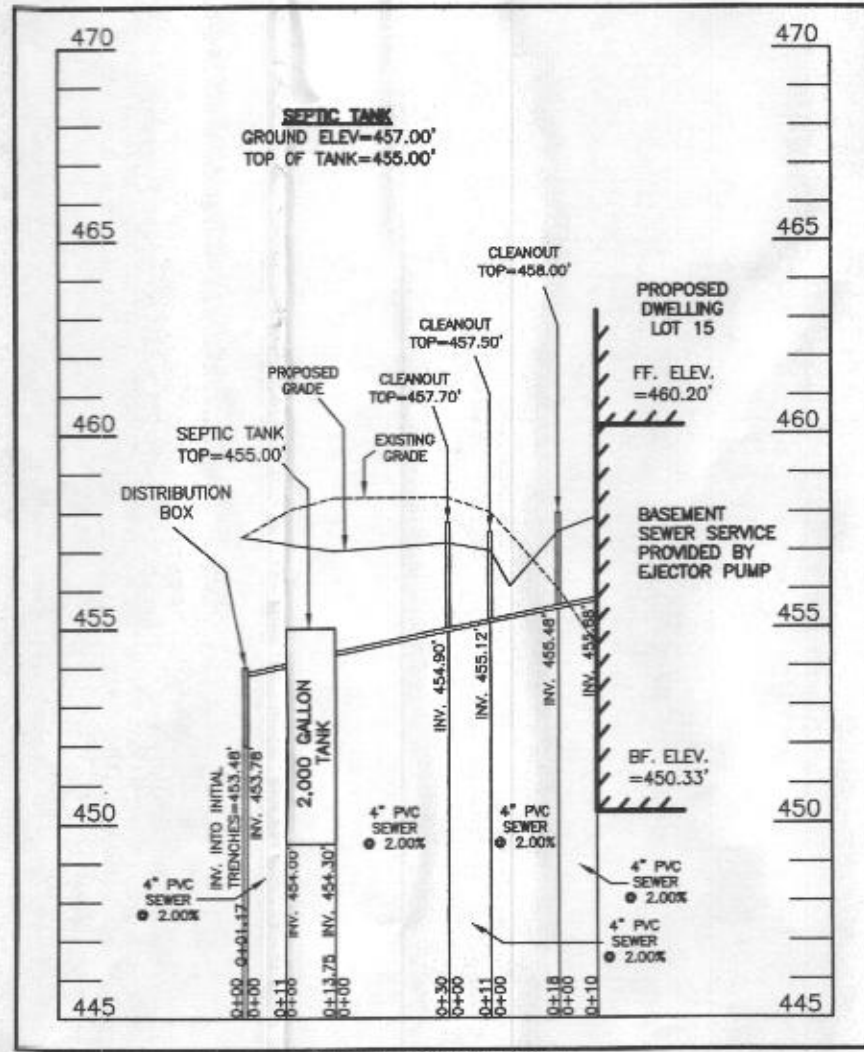 470
470
SEPTIC TANK
GROUND ELEV=457.00'
TOP OF TANK=455.00'
465
465
CLEANOUT
TOP=458.00'
PROPOSED
DWELLING
LOT 15
CLEANOUT
TOP=457.50'
FF. ELEV.
=460.20'
PROPOSED
GRADE
CLEANOUT
TOP=457.70'
460
460
SEPTIC TANK
TOP=455.00'
EXISTING
GRADE
DISTRIBUTION
BOX
BASEMENT
SEWER SERVICE
PROVIDED BY
EJECTOR PUMP
455
455
INV. INTO INITIAL
TRENCHES=453.48'
INV. 453.78'
2,000 GALLON
TANK
INV. 454.00'
INV. 454.30'
INV. 454.90'
INV. 455.12'
INV. 455.48'
INV. 455.68'
BF. ELEV.
=450.33'
450
450
4" PVC
SEWER
@ 2.00%
4" PVC
SEWER
@ 2.00%
4" PVC
SEWER
@ 2.00%
4" PVC
SEWER
@ 2.00%
4" PVC
SEWER
@ 2.00%
445
0+00
0+01.17
0+00
0+11
0+00
0+13.75
0+00
0+30
0+00
0+11
0+00
0+18
0+00
0+10
445